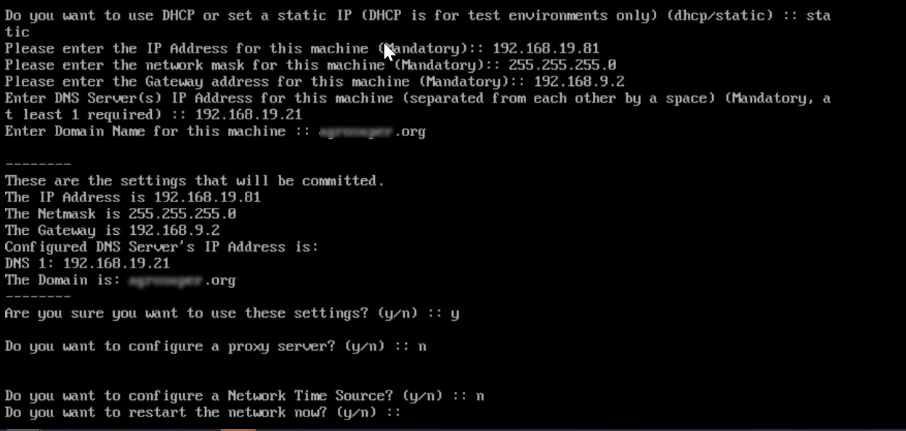 Do you want to use DHCP or set a static IP (DHCP is for test environments only) (dhcp/static) :: sta
tic
Please enter the IP Address for this machine (Mandatory):: 192.168.19.81
Please enter the network mask for this machine (Mandatory):: 255.255.255.0
Please enter the Gateway address for this machine (Mandatory):: 192.168.9.2
Enter DNS Server(s) IP Address for this machine (separated from each other by a space) (Mandatory, a
t least 1 required) :: 192.168.19.21
Enter Domain Name for this machine :: .org
--------
These are the settings that will be committed.
The IP Address is 192.168.19.81
The Netmask is 255.255.255.0
The Gateway is 192.168.9.2
Configured DNS Server's IP Address is:
DNS 1: 192.168.19.21
The Domain is: .org
--------
Are you sure you want to use these settings? (y/n) :: y
Do you want to configure a proxy server? (y/n) :: n
Do you want to configure a Network Time Source? (y/n) :: n
Do you want to restart the network now? (y/n) ::